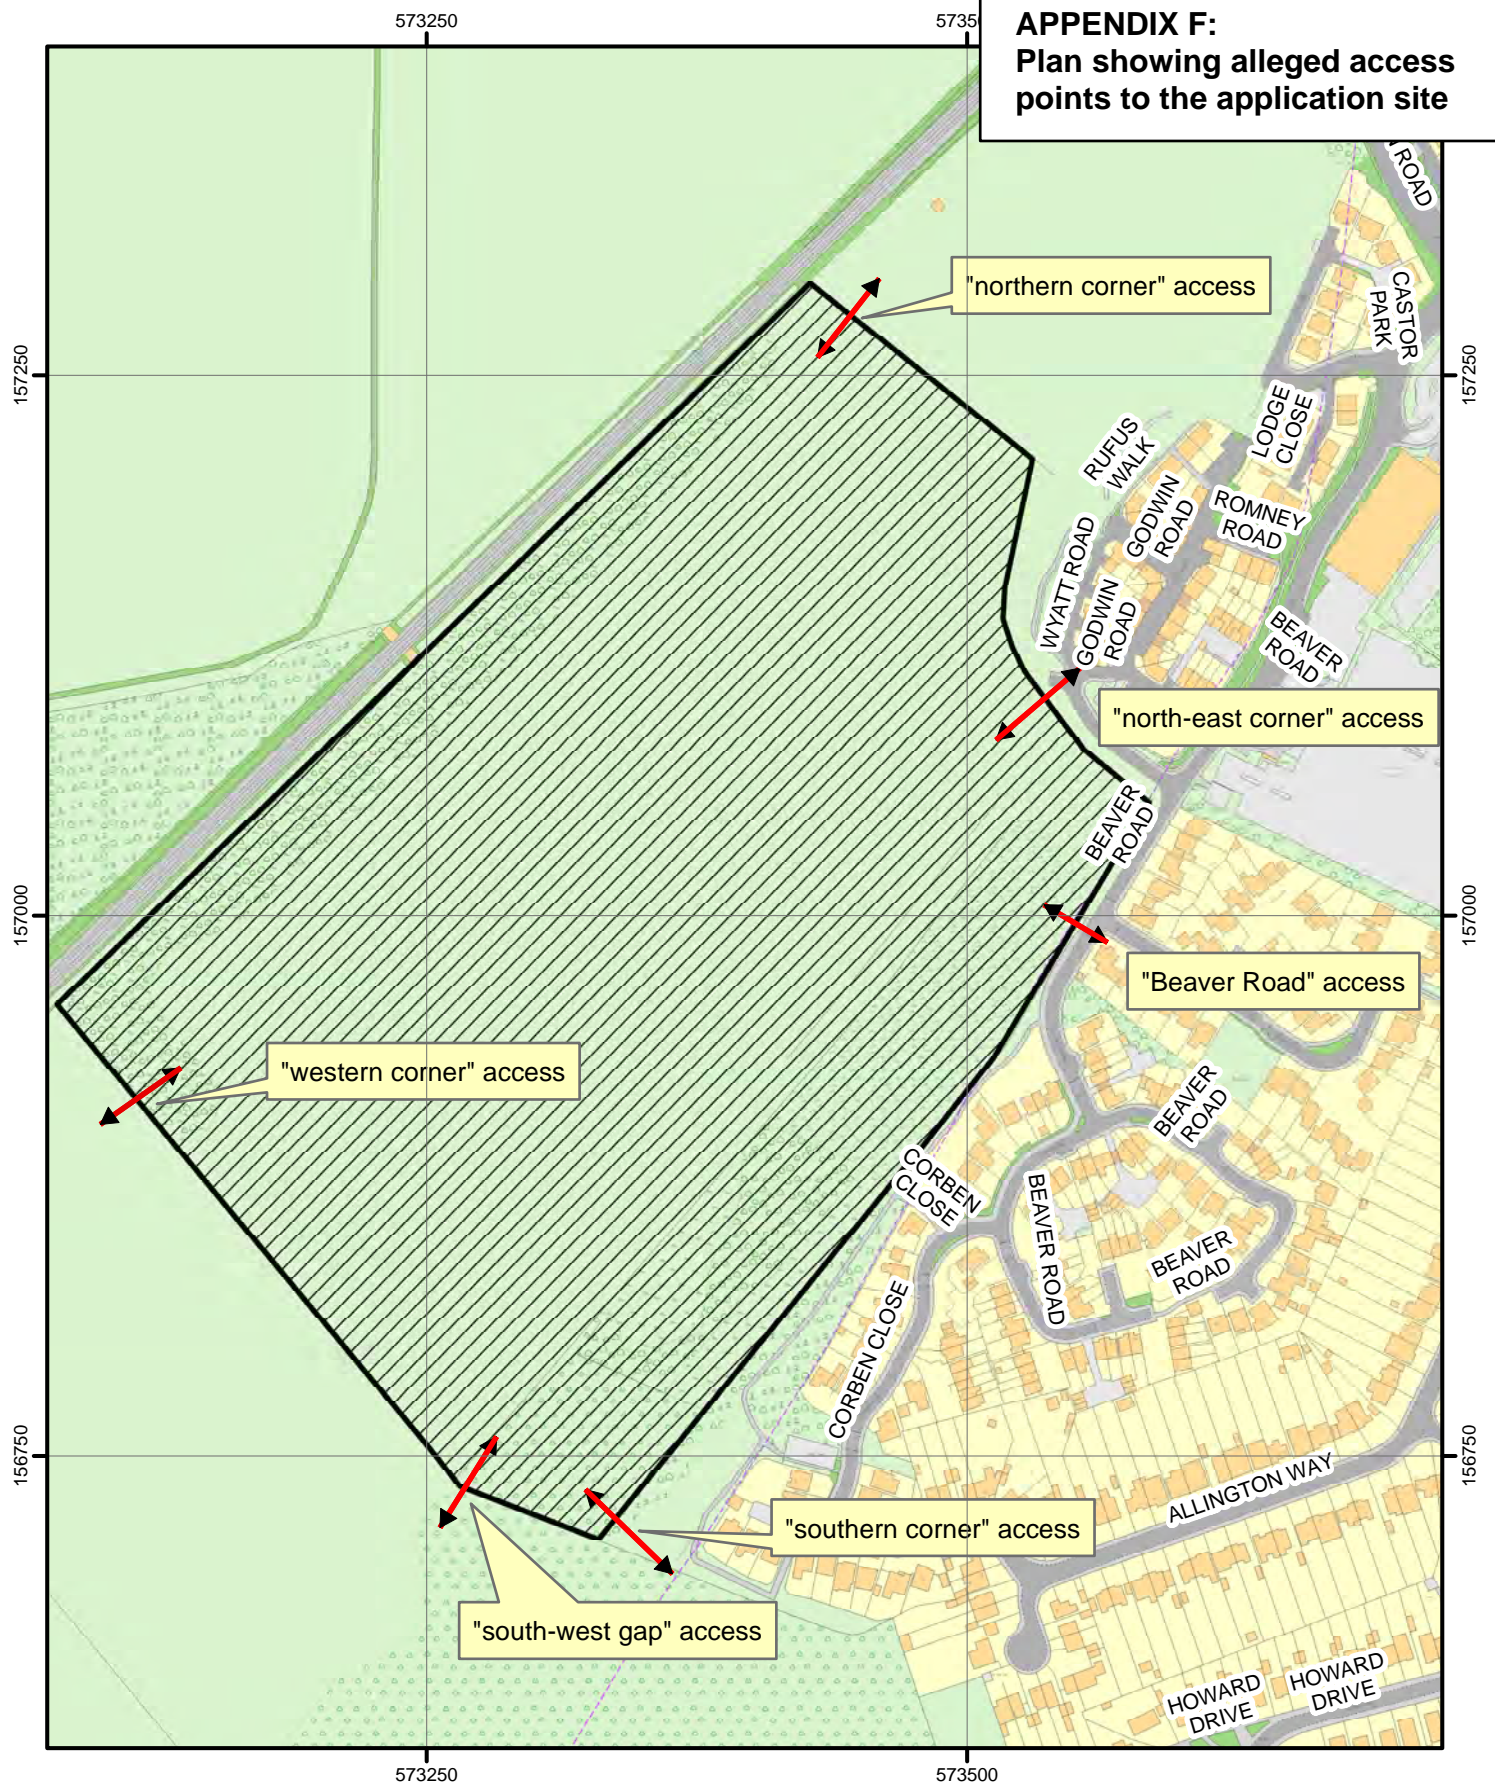 573250
APPENDIX F:
Plan showing alleged access
points to the application site
ROAD
"northern corner" access
CASTOR
PARK
157250
157250
LODGE
CLOSE
RUFUS
WALK
GODWIN
ROAD
ROMNEY
ROAD
WYATT ROAD
GODWIN
ROAD
BEAVER
ROAD
"north-east corner" access
BEAVER
ROAD
157000
157000
"Beaver Road" access
"western corner" access
BEAVER
ROAD
CORBEN
CLOSE
BEAVER ROAD
BEAVER
ROAD
CORBEN CLOSE
156750
156750
ALLINGTON WAY
"southern corner" access
"south-west gap" access
HOWARD
DRIVE
HOWARD
DRIVE
573250
573500